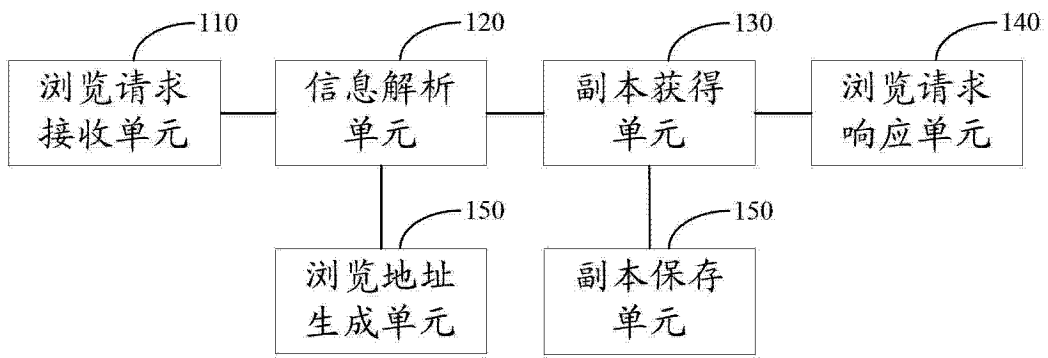 110
120
130
140
浏览请求
接收单元
信息解析
单元
副本获得
单元
浏览请求
响应单元
150
150
浏览地址
生成单元
副本保存
单元